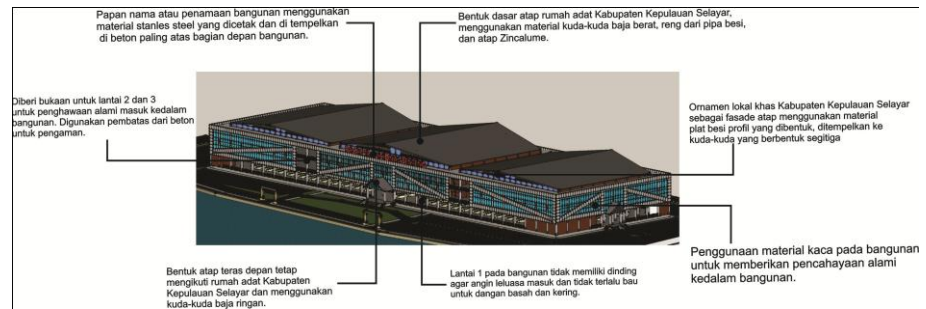 Papan nama atau penamaan bangunan menggunakan
material stanles steel yang dicetak dan di tempelkan
di beton paling atas bagian depan bangunan.
Bentuk dasar atap rumah adat Kabupaten Kepulauan Selayar,
menggunakan material kuda-kuda baja berat, reng dari pipa besi,
dan atap Zincalume.
Diberi bukaan untuk lantai 2 dan 3
untuk penghawaan alami masuk kedalam
bangunan. Digunakan pembatas dari beton
untuk pengaman.
Ornamen lokal khas Kabupaten Kepulauan Selayar
sebagai fasade atap menggunakan material
plat besi profil yang dibentuk, ditempelkan ke
kuda-kuda yang berbentuk segitiga
Penggunaan material kaca pada bangunan
untuk memberikan pencahayaan alami
kedalam bangunan.
Bentuk atap teras depan tetap
mengikuti rumah adat Kabupaten
Kepulauan Selayar dan menggunakan
kuda-kuda baja ringan.
Lantai 1 pada bangunan tidak memiliki dinding
agar angin leluasa masuk dan tidak terlalu bau
untuk dangan basah dan kering.